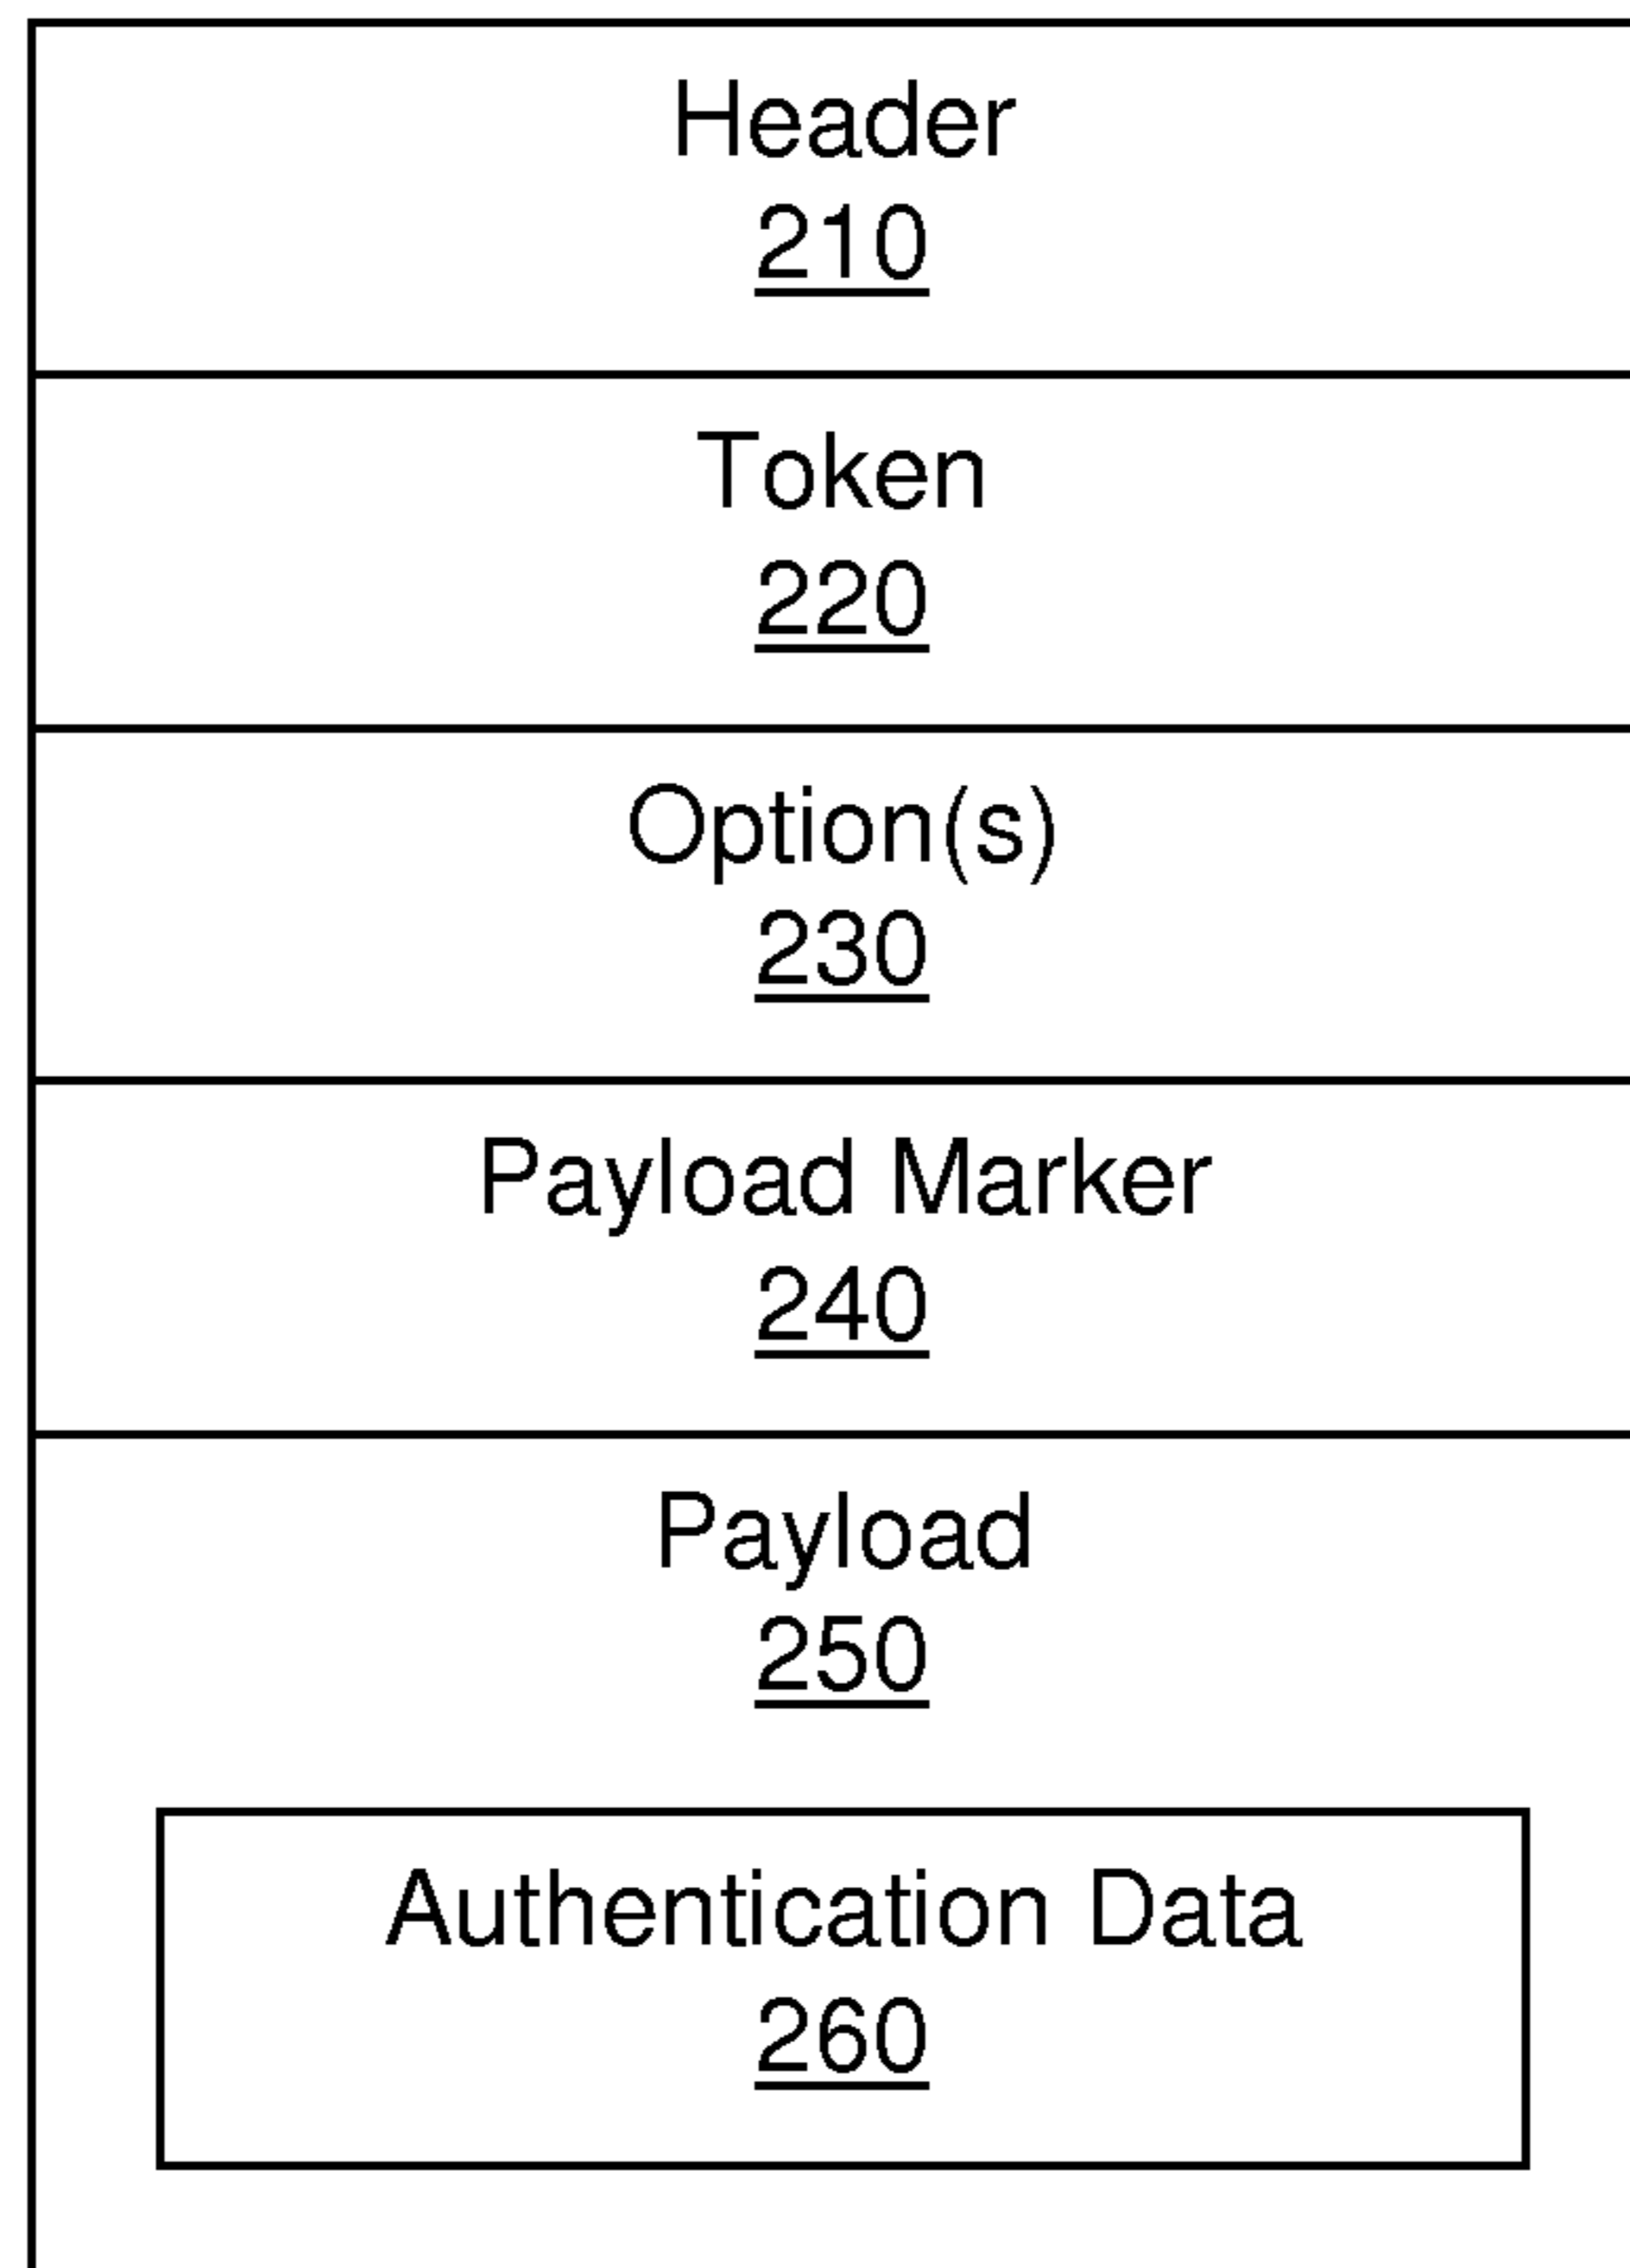 Header
210
Token
220
Option(s)
230
Payload Marker
240
Payload
250
Authentication Data
260